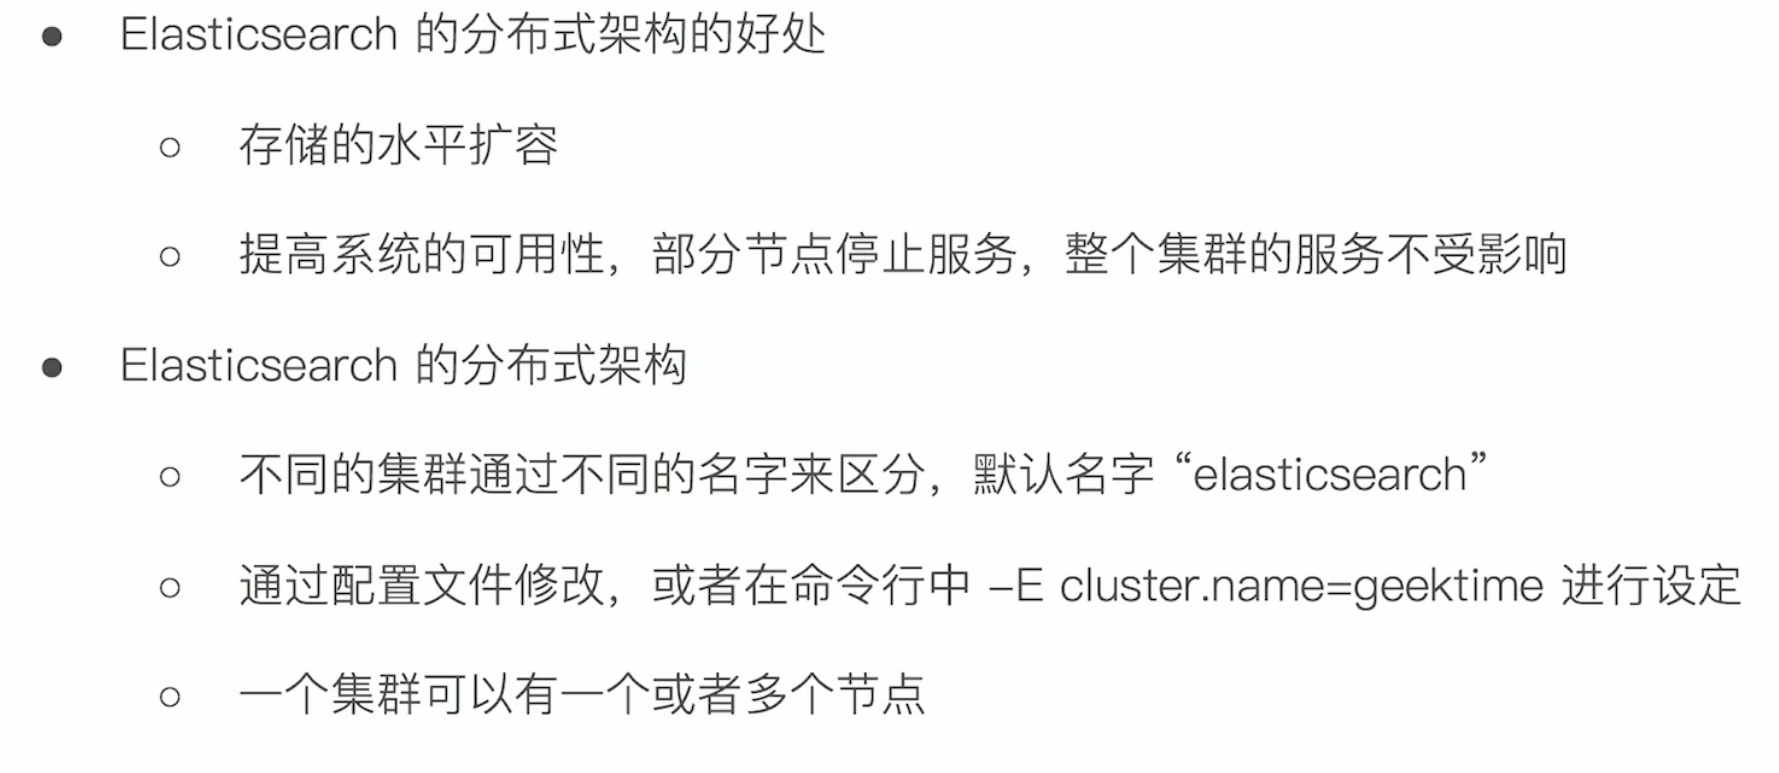 • Elasticsearch 的分布式架构的好处
○ 存储的水平扩容
○ 提高系统的可用性，部分节点停止服务，整个集群的服务不受影响
• Elasticsearch 的分布式架构
○ 不同的集群通过不同的名字来区分，默认名字 “elasticsearch”
○ 通过配置文件修改，或者在命令行中 –E cluster.name=geektime 进行设定
○ 一个集群可以有一个或者多个节点